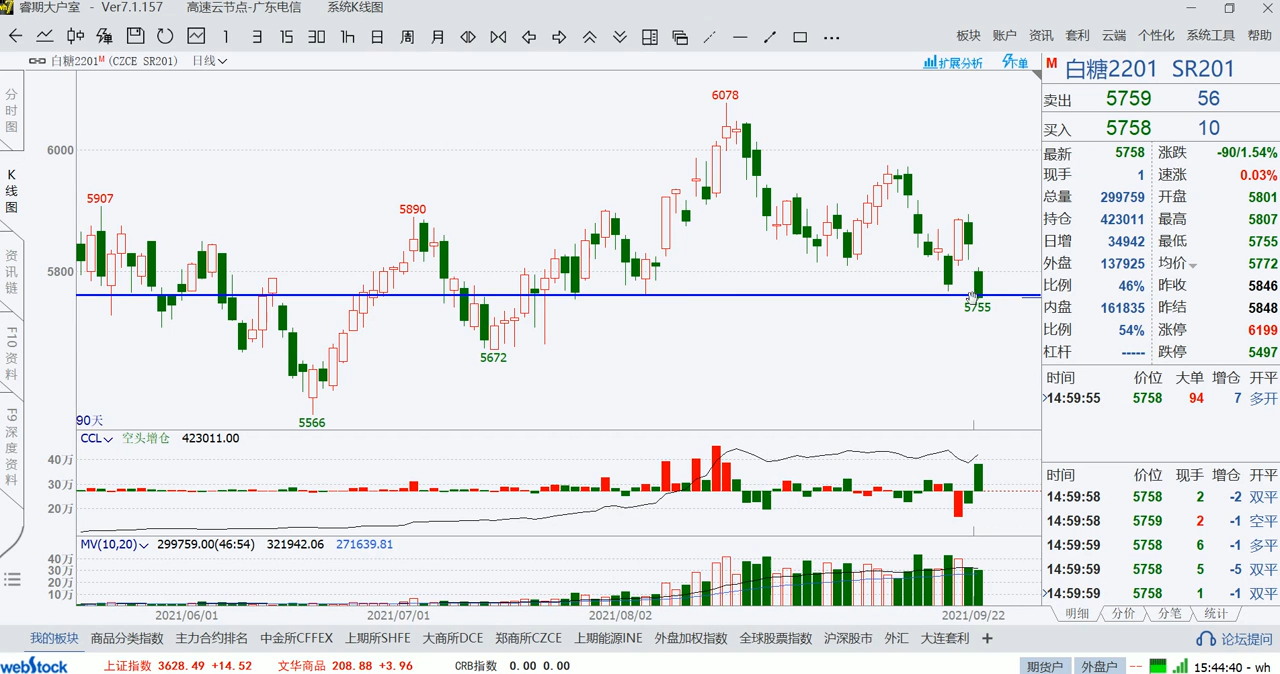 睿期大户室 - Ver7.1.157 高速云节点-广东电信 系统K线图
1 3 15 30 1h 日 周 月
板块 账户 资讯 套利 云端 个性化 系统工具 帮助
白糖2201 M (CZCE SR201) 日线
扩展分析 下单
分时图
K线图
资讯链
F10资料
F9深度资料
6078
6000
5907
5890
5800
5755
5672
5566
90天
CCL 空头增仓 423011.00
40万
30万
20万
MV(10,20) 299759.00(46:54) 321942.06 271639.81
40万
30万
20万
10万
2021/06/01 2021/07/01 2021/08/02 2021/09/22
M 白糖2201 SR201
卖出 5759 56
买入 5758 10
最新 5758 涨跌 -90/1.54%
现手 1 速涨 0.03%
总量 299759 开盘 5801
持仓 423011 最高 5807
日增 34942 最低 5755
外盘 137925 均价 5772
比例 46% 昨收 5846
内盘 161835 昨结 5848
比例 54% 涨停 6199
杠杆 ----- 跌停 5497
时间 价位 大单 增仓 开平
14:59:55 5758 94 7 多开
时间 价位 现手 增仓 开平
14:59:58 5758 2 -2 双平
14:59:58 5759 2 -1 空平
14:59:59 5758 6 -1 多平
14:59:59 5758 5 -5 双平
14:59:59 5758 1 -1 双平
明细 分价 分笔 统计
我的板块 商品分类指数 主力合约排名 中金所CFFEX 上期所SHFE 大商所DCE 郑商所CZCE 上期能源INE 外盘加权指数 全球股票指数 沪深股市 外汇 大连套利 + 论坛提问
webstock 上证指数 3628.49 +14.52 文华商品 208.88 +3.96 CRB指数 0.00 0.00 期货户 外盘户 -- 15:44:40 - wh